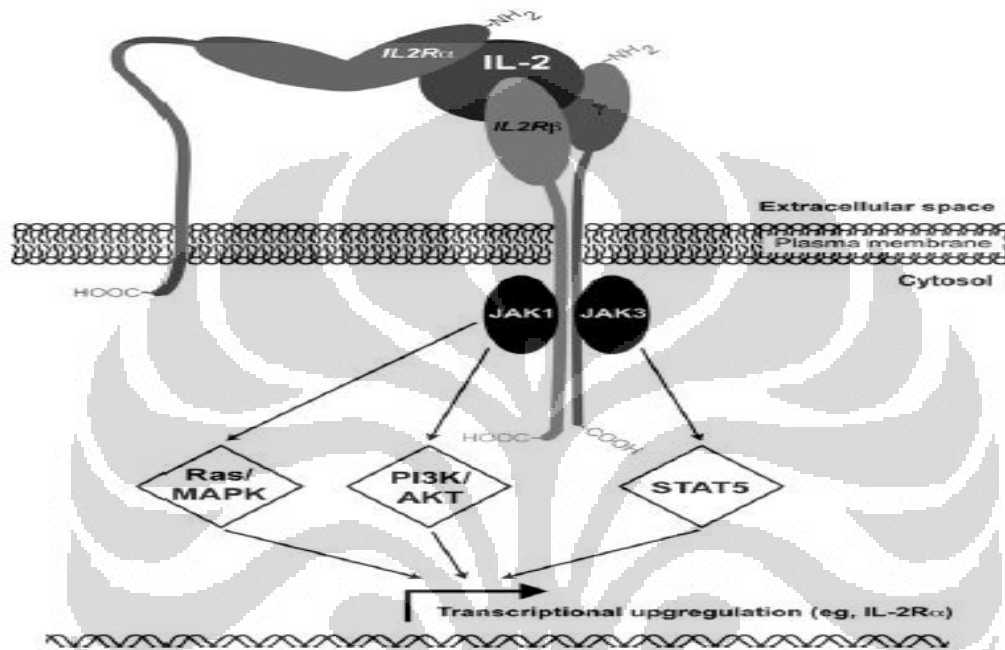 -NH2
IL2Rα
IL-2
-NH2
γ
IL2Rβ
Extracellular space
Plasma membrane
Cytosol
HOOC-
JAK1
JAK3
HOOC-
-COOH
Ras/
MAPK
PI3K/
AKT
STAT5
Transcriptional upgregulation (eg, IL-2Rα)